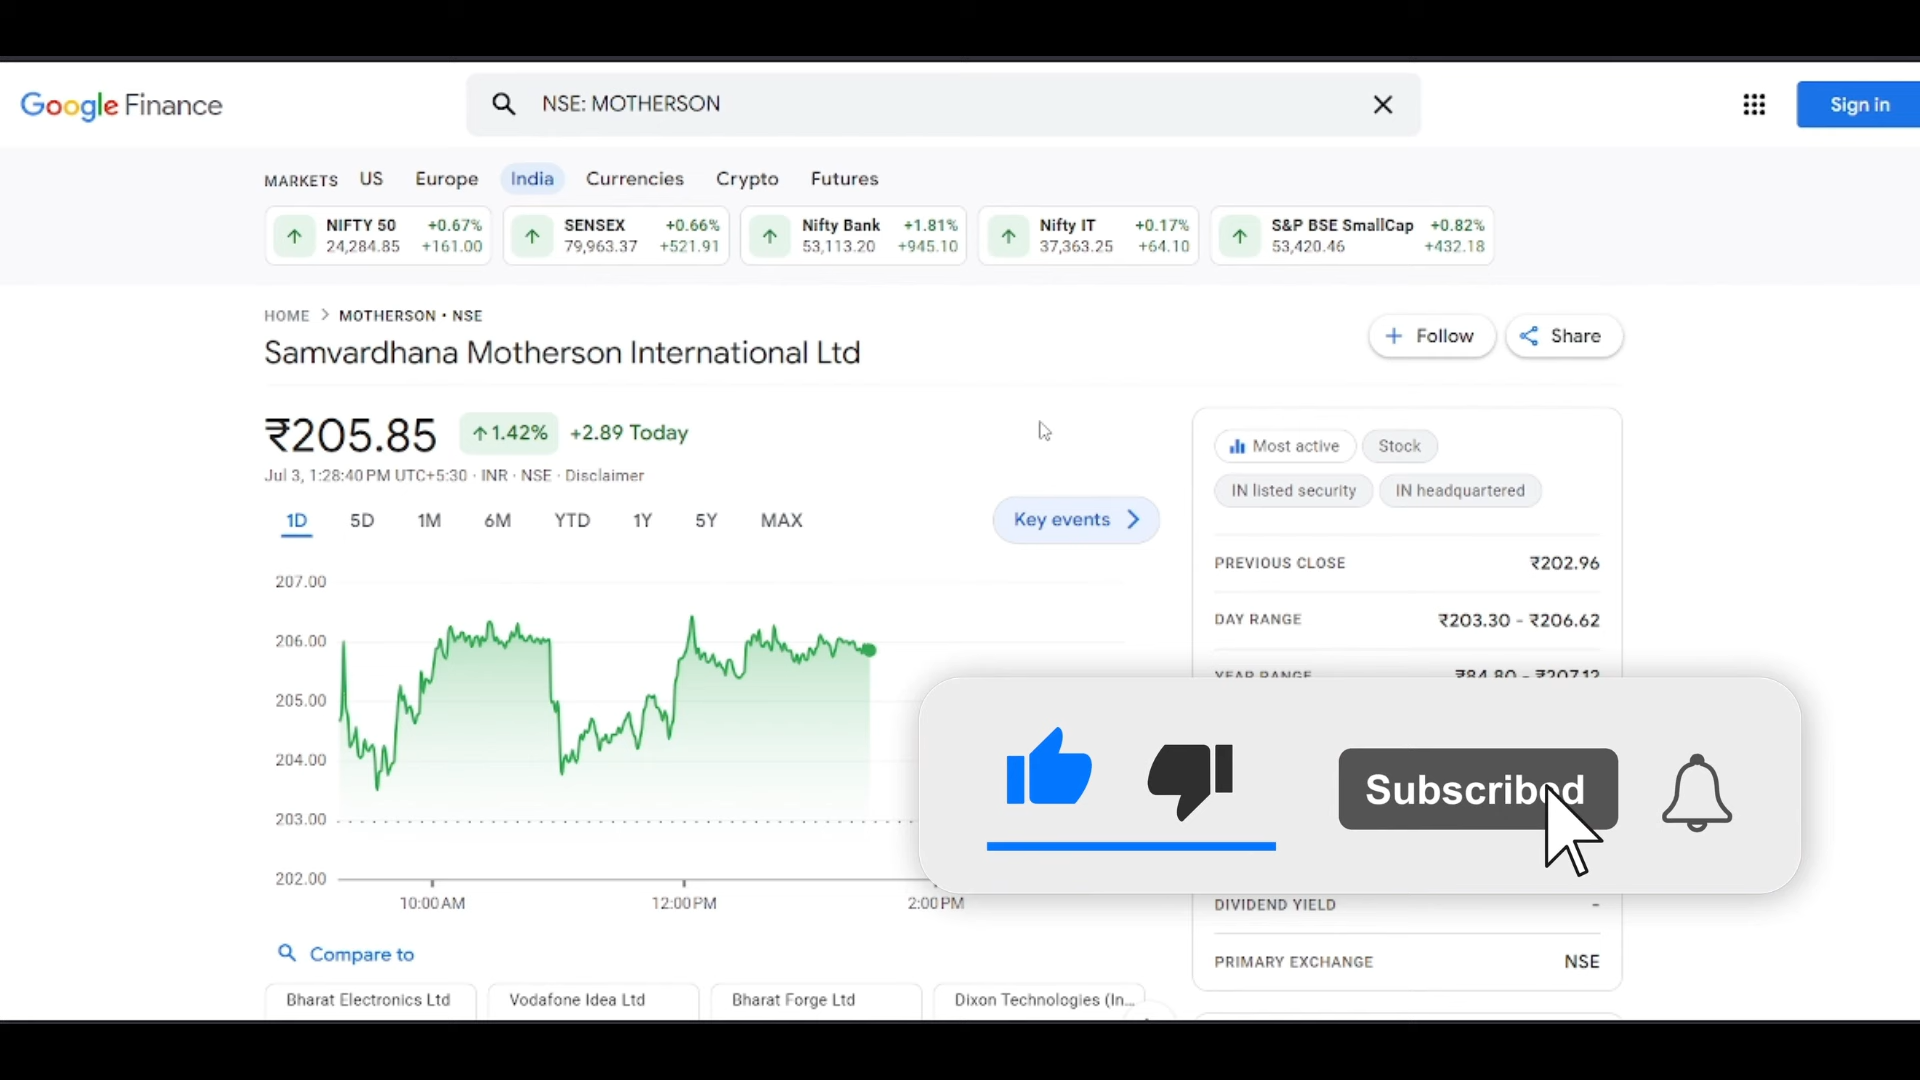 Google Finance
NSE: MOTHERSON
Sign in
MARKETS US Europe India Currencies Crypto Futures
NIFTY 50 +0.67%
24,284.85 +161.00
SENSEX +0.66%
79,963.37 +521.91
Nifty Bank +1.81%
53,113.20 +945.10
Nifty IT +0.17%
37,363.25 +64.10
S&P BSE SmallCap +0.82%
53,420.46 +432.18
HOME > MOTHERSON • NSE
Samvardhana Motherson International Ltd
Follow
Share
₹205.85 ↑1.42% +2.89 Today
Jul 3, 1:28:40 PM UTC+5:30 · INR · NSE · Disclaimer
1D 5D 1M 6M YTD 1Y 5Y MAX
Key events
207.00
206.00
205.00
204.00
203.00
202.00
10:00 AM 12:00 PM 2:00 PM
Most active Stock
IN listed security IN headquartered
PREVIOUS CLOSE ₹202.96
DAY RANGE ₹203.30 - ₹206.62
YEAR RANGE ₹84.80 - ₹207.12
Subscribed
DIVIDEND YIELD -
PRIMARY EXCHANGE NSE
Compare to
Bharat Electronics Ltd
Vodafone Idea Ltd
Bharat Forge Ltd
Dixon Technologies (In...